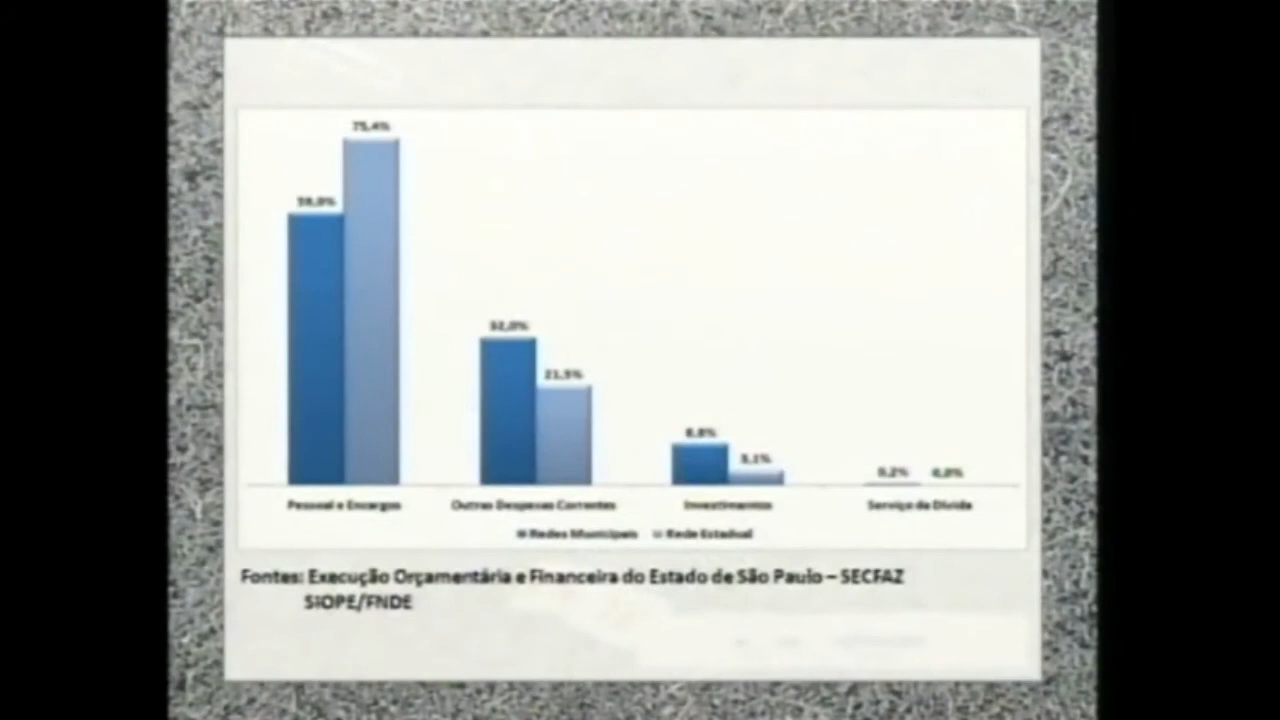 75,4%
59,0%
32,0%
21,5%
8,8%
3,1%
0,2% 0,0%
Pessoal e Encargos Outras Despesas Correntes Investimentos Serviço da Dívida
Redes Municipais Rede Estadual
Fontes: Execução Orçamentária e Financeira do Estado de São Paulo – SECFAZ
SIOPE/FNDE